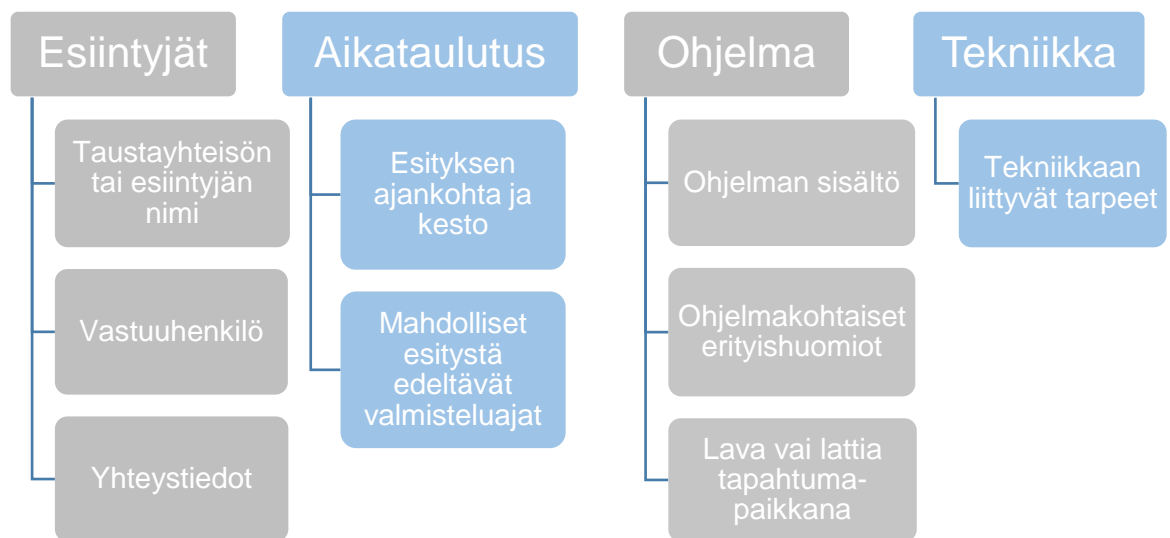 Esiintyjät
Taustayhteisön
tai esiintyjän
nimi
Vastuuhenkilö
Yhteystiedot
Aikataulutus
Esityksen
ajankohta ja
kesto
Mahdolliset
esitystä
edeltävät
valmisteluajat
Ohjelma
Ohjelman sisältö
Ohjelmakohtaiset
erityishuomiot
Lava vai lattia
tapahtuma-
paikkana
Tekniikka
Tekniikkaan
liittyvät tarpeet